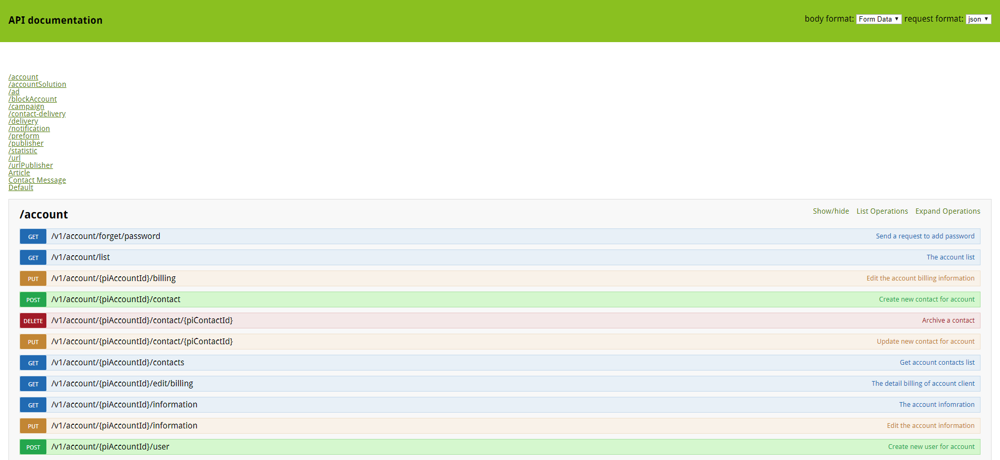 API documentation
body format: Form Data request format: json
/account
/accountSolution
/ad
/blockAccount
/campaign
/contact-delivery
/delivery
/notification
/preform
/publisher
/statistic
/url
/urlPublisher
Article
Contact Message
Default
/account
Show/hide List Operations Expand Operations
GET /v1/account/forget/password Send a request to add password
GET /v1/account/list The account list
PUT /v1/account/{piAccountId}/billing Edit the account billing information
POST /v1/account/{piAccountId}/contact Create new contact for account
DELETE /v1/account/{piAccountId}/contact/{piContactId} Archive a contact
PUT /v1/account/{piAccountId}/contact/{piContactId} Update new contact for account
GET /v1/account/{piAccountId}/contacts Get account contacts list
GET /v1/account/{piAccountId}/edit/billing The detail billing of account client
GET /v1/account/{piAccountId}/information The account infomration
PUT /v1/account/{piAccountId}/information Edit the account information
POST /v1/account/{piAccountId}/user Create new user for account